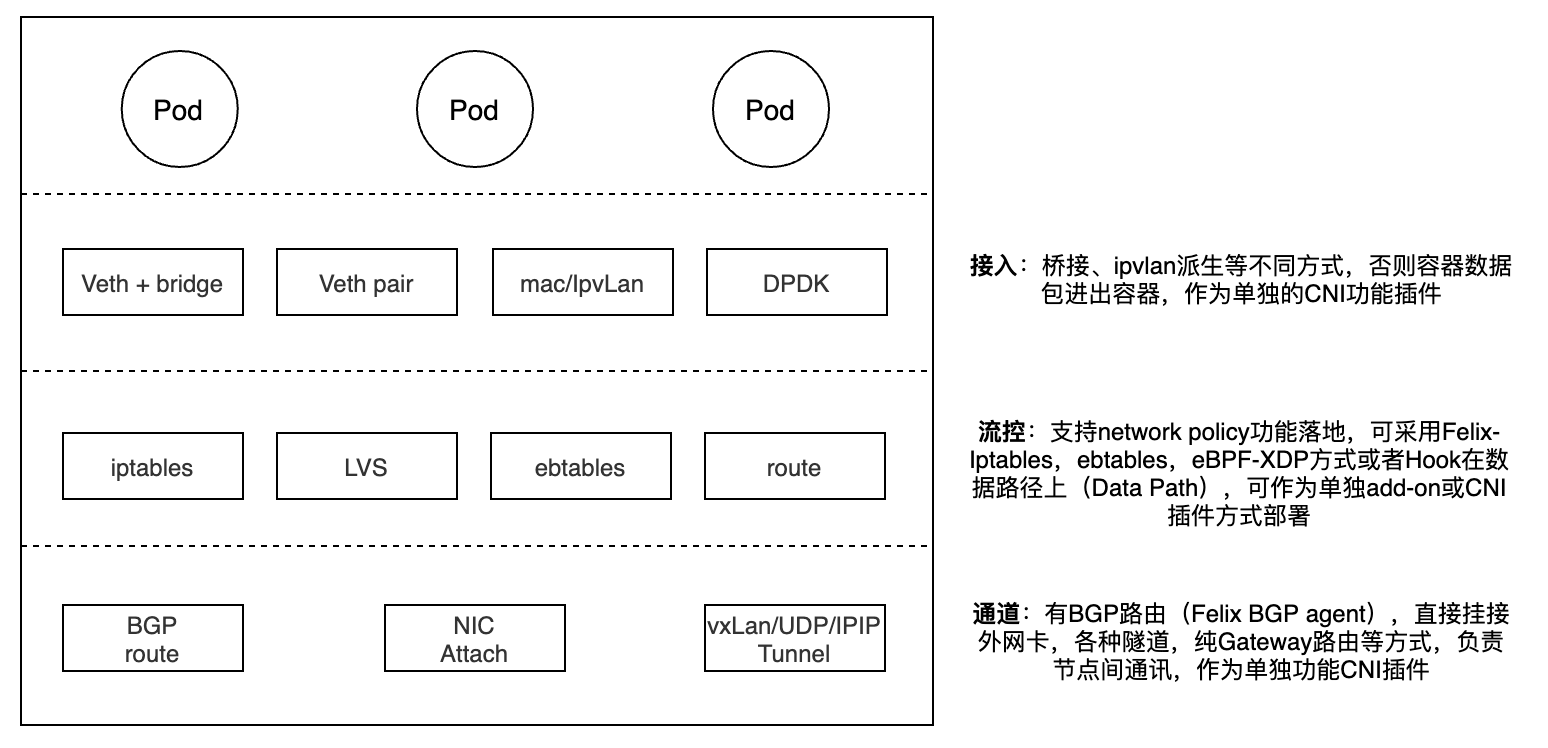 Pod
Pod
Pod
Veth + bridge
Veth pair
mac/IpvLan
DPDK
接入：桥接、ipvlan派生等不同方式，否则容器数据
包进出容器，作为单独的CNI功能插件
iptables
LVS
ebtables
route
流控：支持network policy功能落地，可采用Felix-
Iptables，ebtables，eBPF-XDP方式或者Hook在数
据路径上（Data Path），可作为单独add-on或CNI
插件方式部署
BGP
route
NIC
Attach
vxLan/UDP/IPIP
Tunnel
通道：有BGP路由（Felix BGP agent），直接挂接
外网卡，各种隧道，纯Gateway路由等方式，负责
节点间通讯，作为单独功能CNI插件